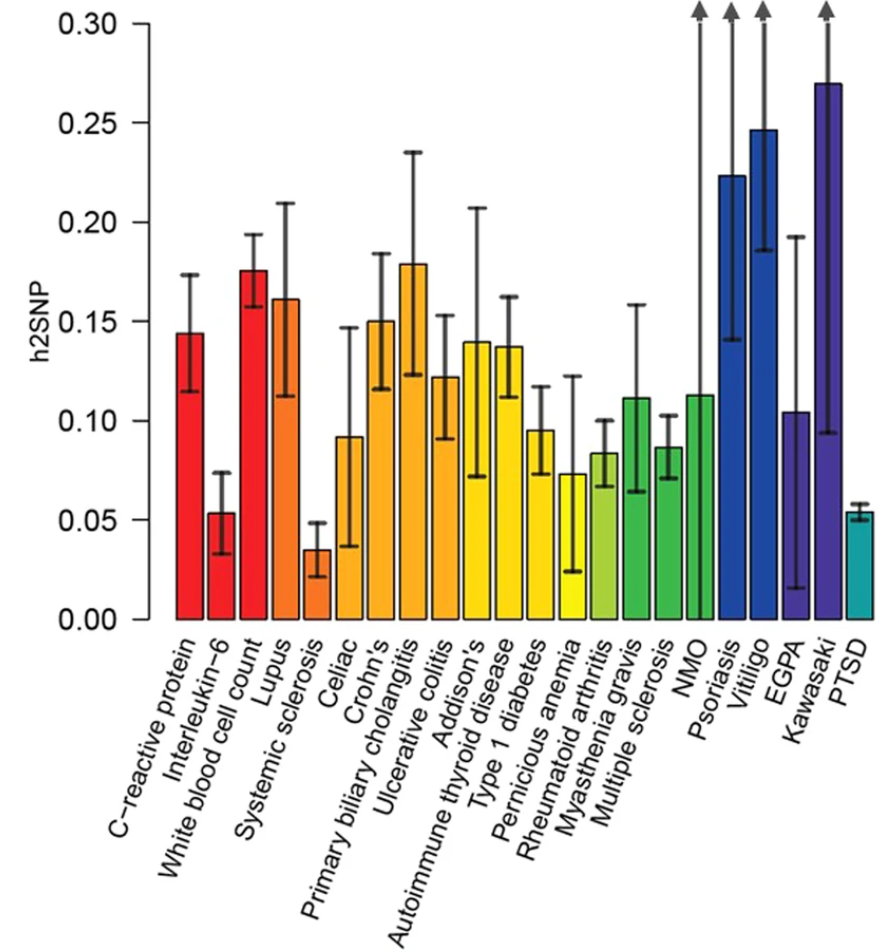 0.30
0.25
0.20
0.15
0.10
0.05
0.00
h2SNP
C-reactive protein
Interleukin-6
White blood cell count
Lupus
Systemic sclerosis
Celiac
Crohn's
Primary biliary cholangitis
Ulcerative colitis
Addison's
Autoimmune thyroid disease
Type 1 diabetes
Pernicious anemia
Rheumatoid arthritis
Myasthenia gravis
Multiple sclerosis
NMO
Psoriasis
Vitiligo
EGPA
Kawasaki
PTSD